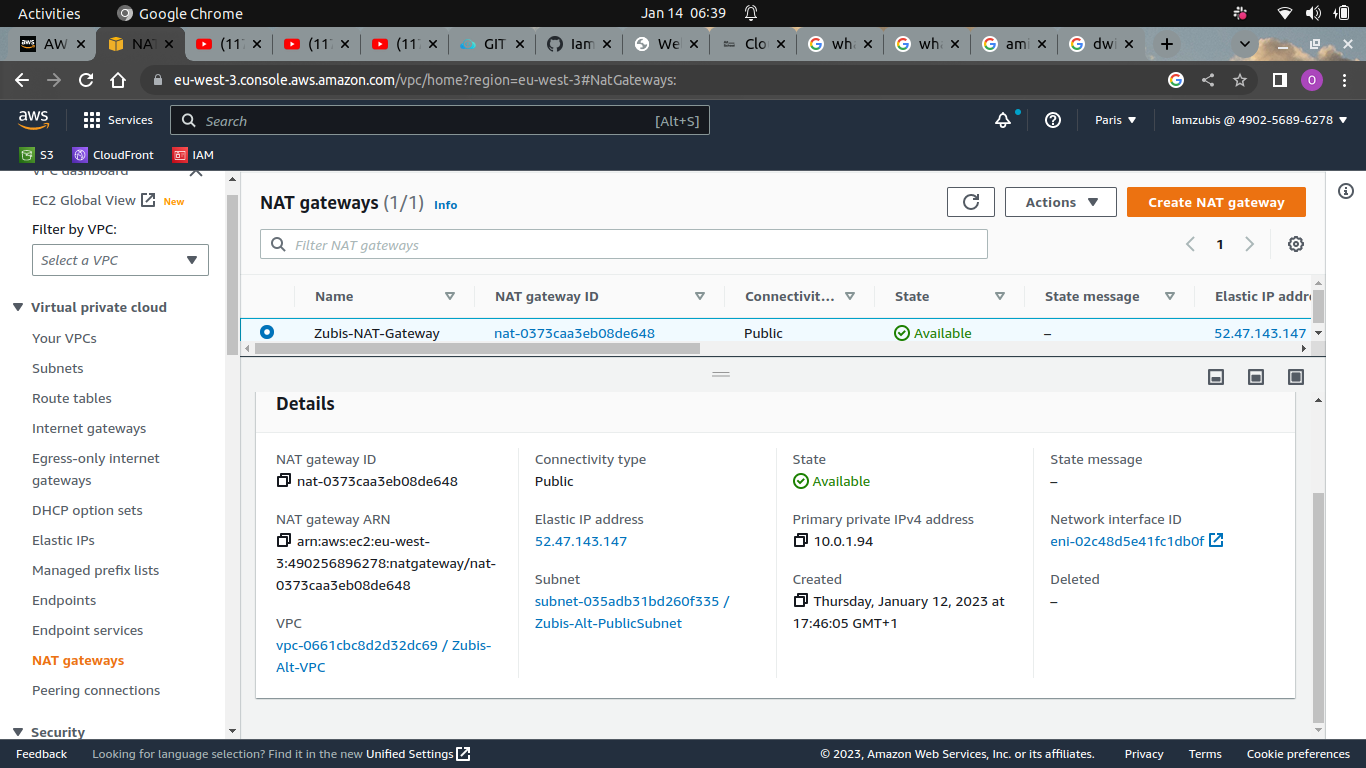 Activities
Google Chrome
Jan 14 06:39
AW
NAT
(117
(117
(117
GIT
Iam
Wel
Clo
wha
wha
ami
dwl
eu-west-3.console.aws.amazon.com/vpc/home?region=eu-west-3#NatGateways:
O
aws
Services
Search
[Alt+S]
Paris
Iamzubis @ 4902-5689-6278
S3
CloudFront
IAM
VPC dashboard
EC2 Global View New
Filter by VPC:
Select a VPC
Virtual private cloud
Your VPCs
Subnets
Route tables
Internet gateways
Egress-only internet
gateways
DHCP option sets
Elastic IPs
Managed prefix lists
Endpoints
Endpoint services
NAT gateways
Peering connections
Security
NAT gateways (1/1) Info
Actions
Create NAT gateway
Filter NAT gateways
1
Name NAT gateway ID Connectivit... State State message Elastic IP addre
Zubis-NAT-Gateway nat-0373caa3eb08de648 Public Available – 52.47.143.147
Details
NAT gateway ID
nat-0373caa3eb08de648
NAT gateway ARN
arn:aws:ec2:eu-west-
3:490256896278:natgateway/nat-
0373caa3eb08de648
VPC
vpc-0661cbc8d2d32dc69 / Zubis-
Alt-VPC
Connectivity type
Public
Elastic IP address
52.47.143.147
Subnet
subnet-035adb31bd260f335 /
Zubis-Alt-PublicSubnet
State
Available
Primary private IPv4 address
10.0.1.94
Created
Thursday, January 12, 2023 at
17:46:05 GMT+1
State message
–
Network interface ID
eni-02c48d5e41fc1db0f
Deleted
–
Feedback
Looking for language selection? Find it in the new Unified Settings
© 2023, Amazon Web Services, Inc. or its affiliates.
Privacy
Terms
Cookie preferences